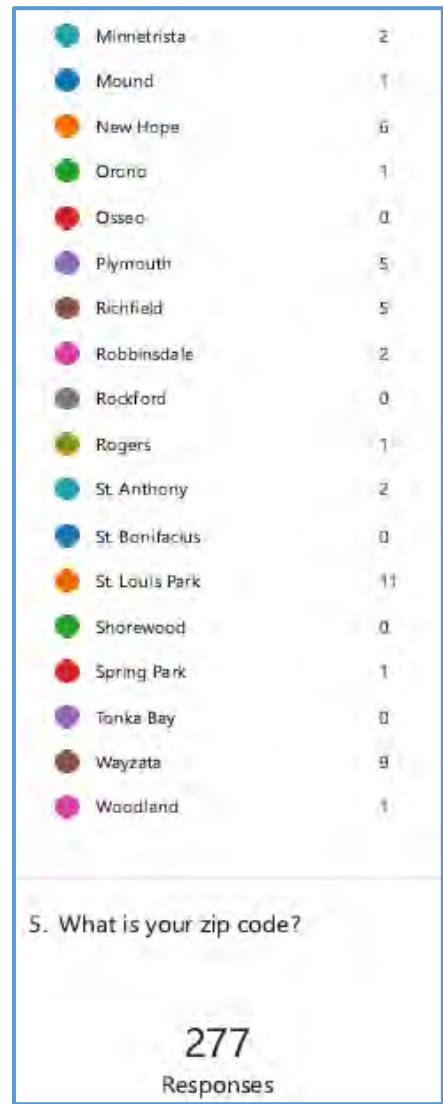 Minnetrista 2
Mound 1
New Hope 6
Orono 1
Osseo 0
Plymouth 5
Richfield 5
Robbinsdale 2
Rockford 0
Rogers 1
St. Anthony 2
St. Bonifacius 0
St. Louis Park 11
Shorewood 0
Spring Park 1
Tonka Bay 0
Wayzata 9
Woodland 1
5. What is your zip code?
277
Responses